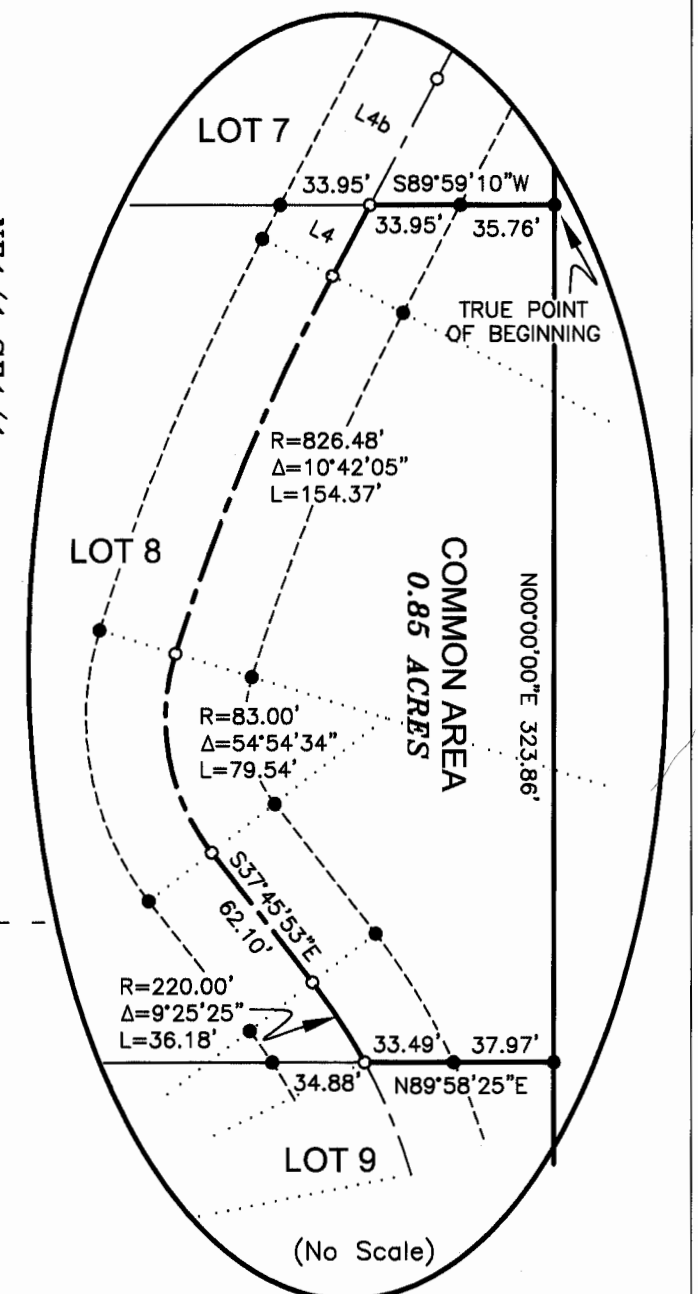 LOT 7
L4b
33.95'
S89°59'10"W
L4
33.95'
35.76'
TRUE POINT
OF BEGINNING
R=826.48'
Δ=10°42'05"
L=154.37'
LOT 8
COMMON AREA
0.85 ACRES
N00°00'00"E 323.86'
R=83.00'
Δ=54°54'34"
L=79.54'
S37°45'53"E
62.10'
R=220.00'
Δ=9°25'25"
L=36.18'
33.49'
37.97'
34.88'
N89°58'25"E
LOT 9
(No Scale)